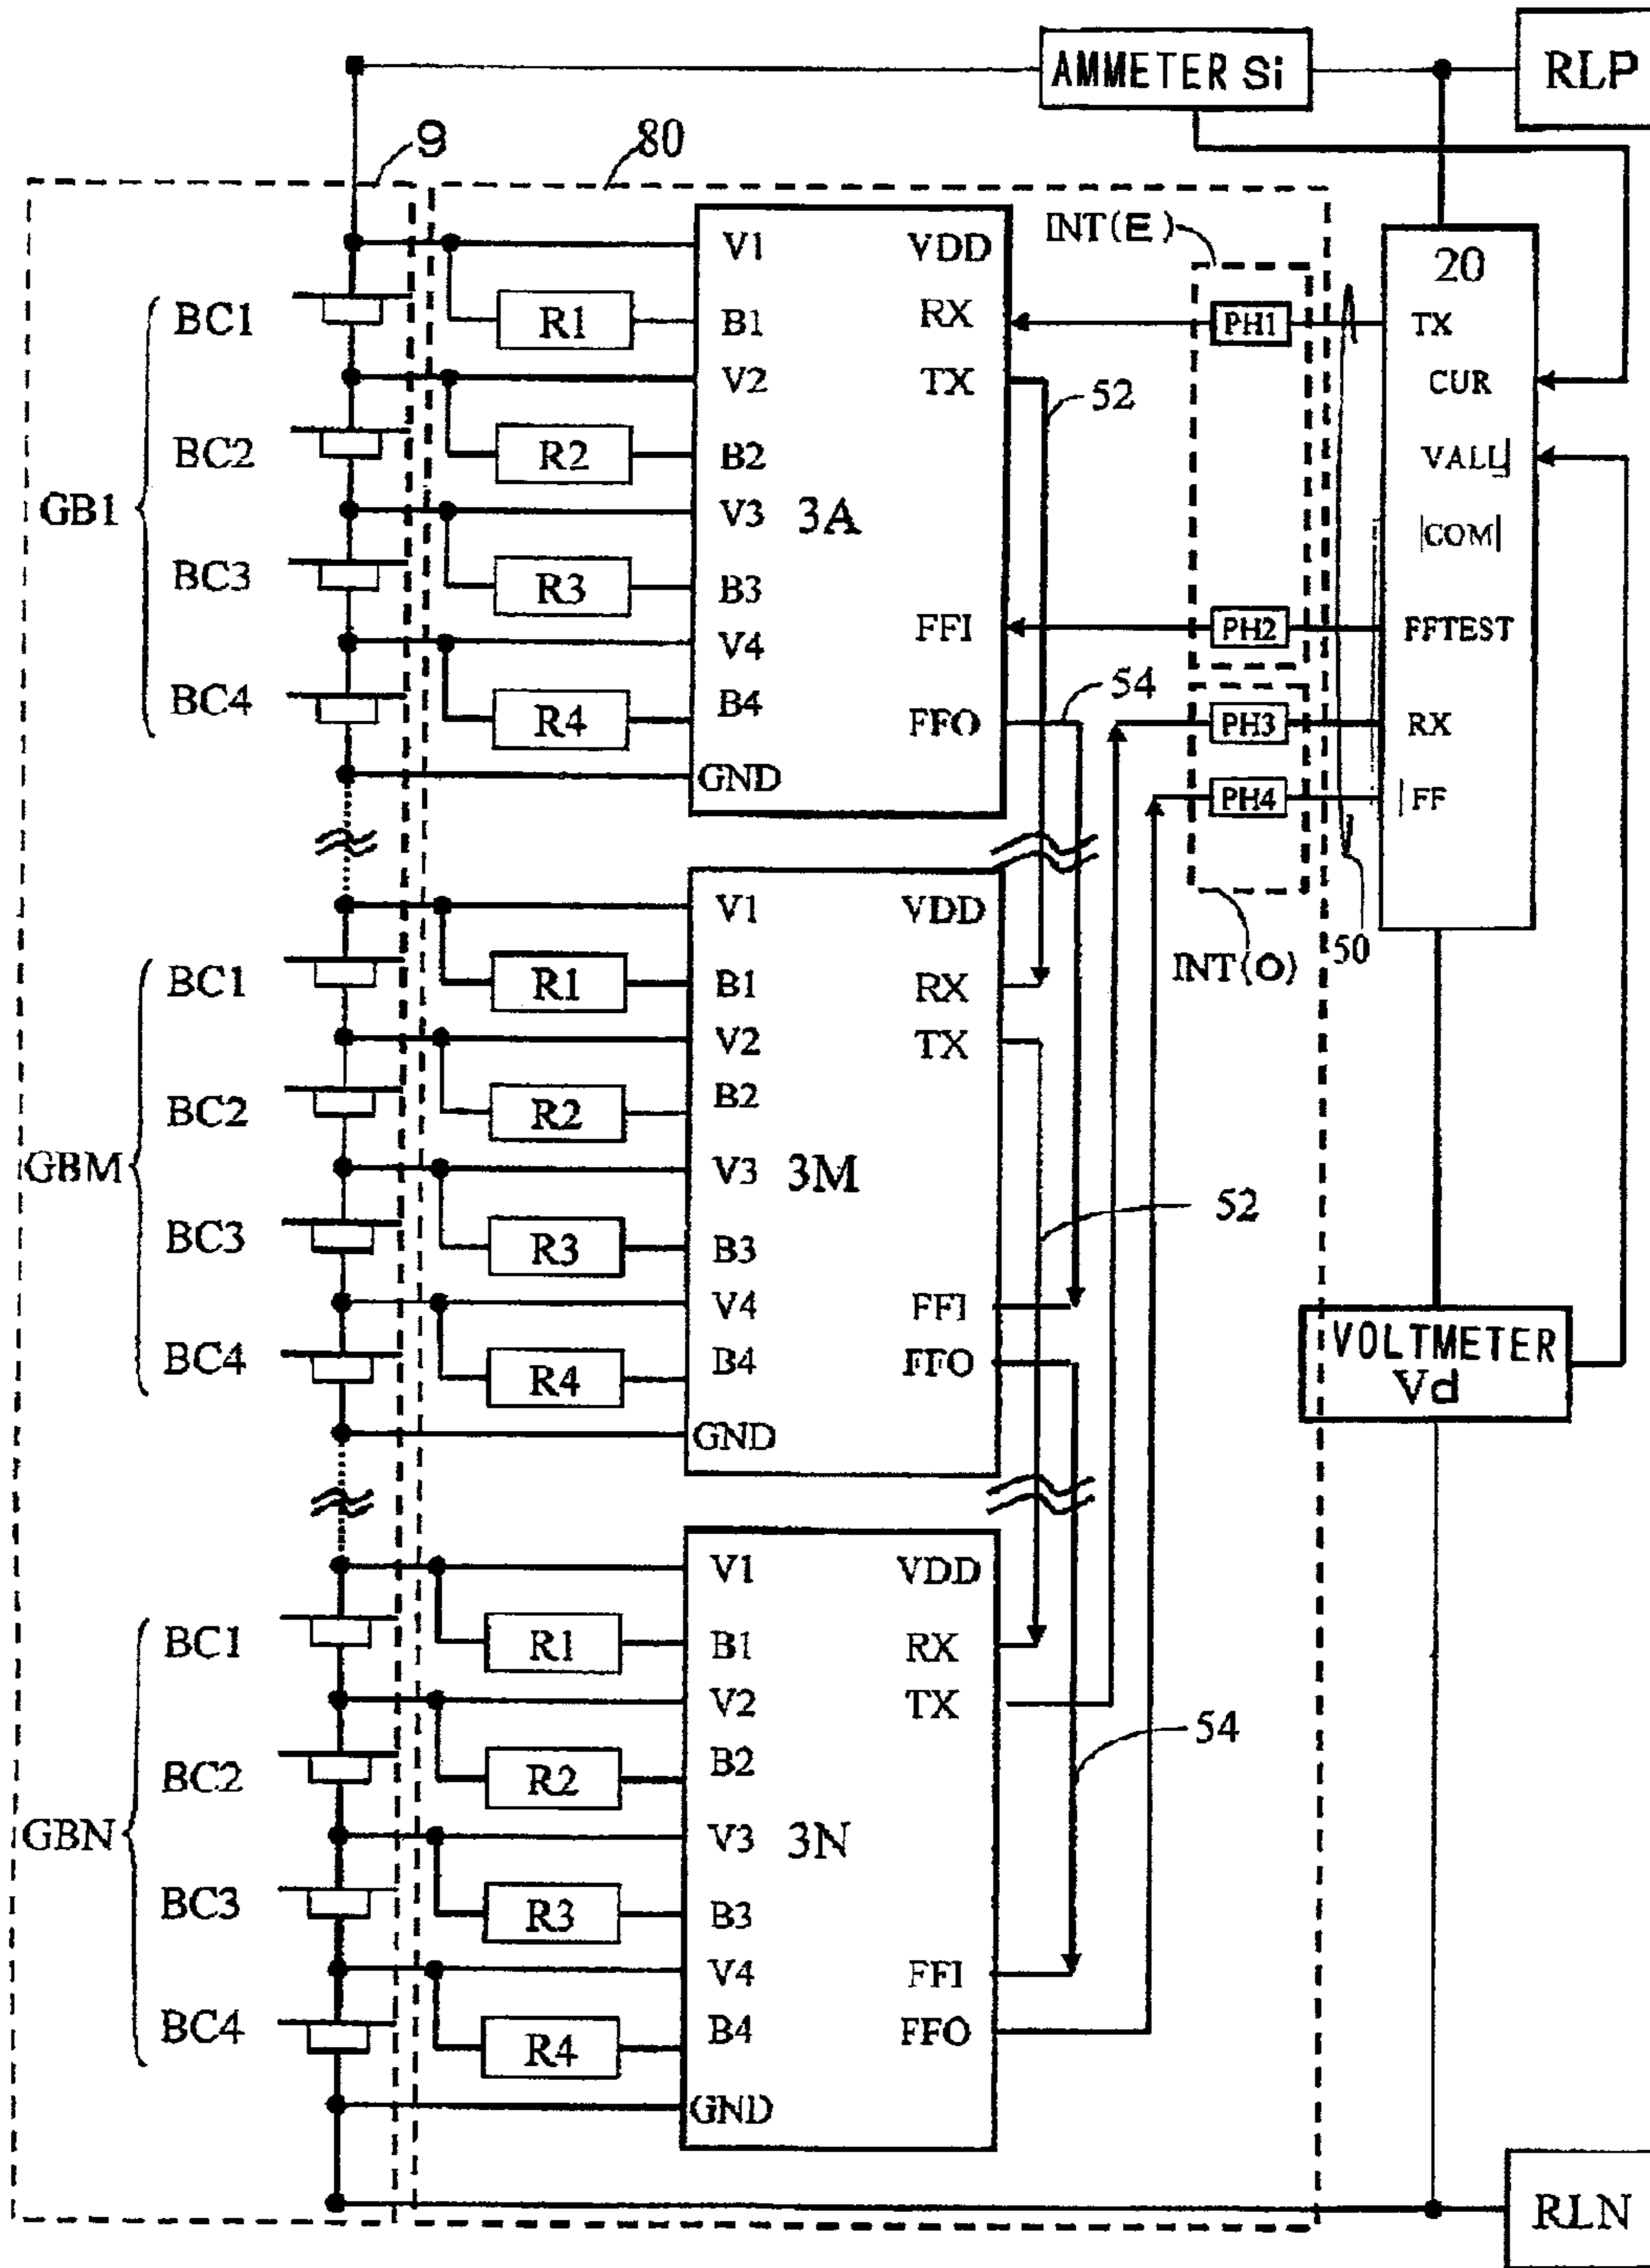 AMMETER Si
RLP
9
80
INT(E)
20
V1
VDD
BC1
R1
B1
RX
PH1
TX
V2
TX
CUR
52
BC2
R2
B2
VALL
GB1
V3
3A
COM
BC3
R3
B3
V4
FFI
PH2
FFTEST
BC4
R4
B4
FFO
54
PH3
RX
GND
PH4
FF
V1
VDD
50
INT(O)
BC1
R1
B1
RX
V2
TX
BC2
R2
B2
GBM
V3
3M
52
BC3
R3
B3
V4
FFI
VOLTMETER
Vd
BC4
R4
B4
FFO
GND
V1
VDD
BC1
R1
B1
RX
V2
TX
54
BC2
R2
B2
GBN
V3
3N
BC3
R3
B3
V4
FFI
BC4
R4
B4
FFO
GND
RLN